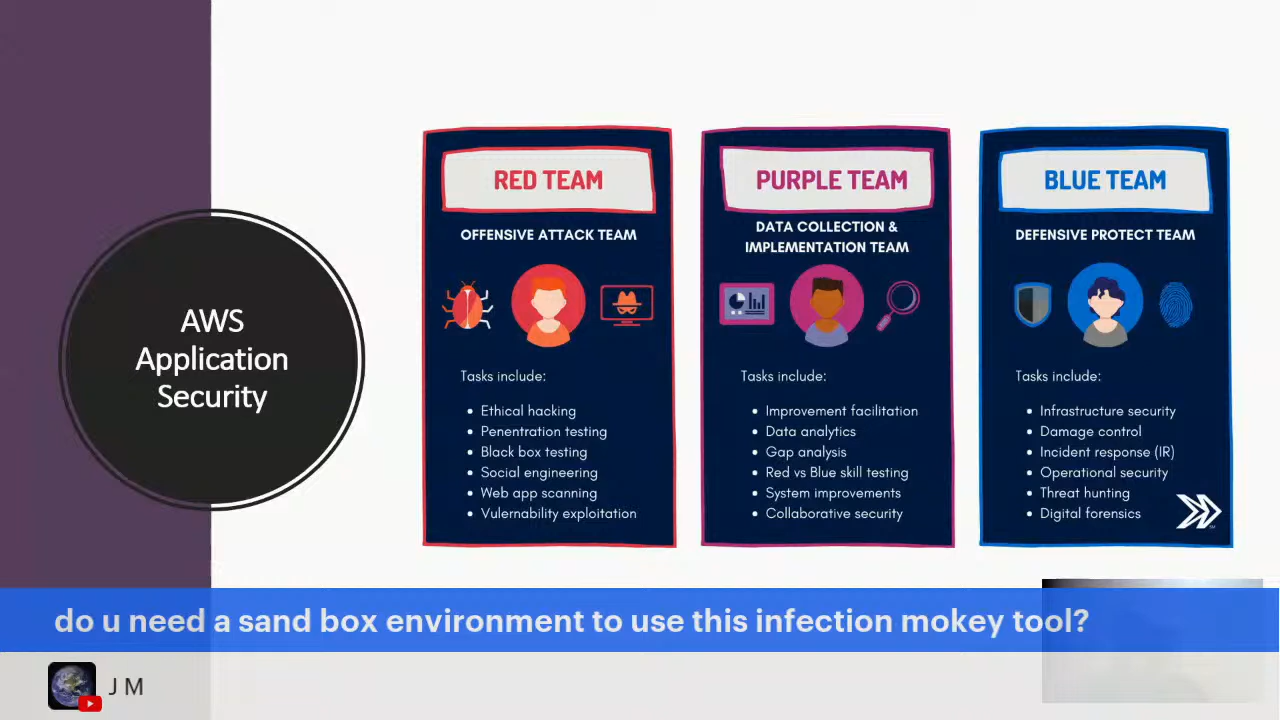 AWS
Application
Security
RED TEAM
OFFENSIVE ATTACK TEAM
Tasks include:
Ethical hacking
Penentration testing
Black box testing
Social engineering
Web app scanning
Vulernability exploitation
PURPLE TEAM
DATA COLLECTION &
IMPLEMENTATION TEAM
Tasks include:
Improvement facilitation
Data analytics
Gap analysis
Red vs Blue skill testing
System improvements
Collaborative security
BLUE TEAM
DEFENSIVE PROTECT TEAM
Tasks include:
Infrastructure security
Damage control
Incident response (IR)
Operational security
Threat hunting
Digital forensics
do u need a sand box environment to use this infection mokey tool?
J M